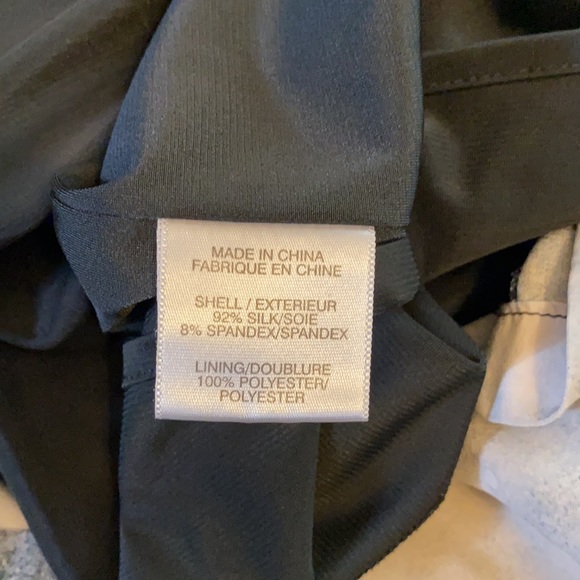 MADE IN CHINA
FABRIQUE EN CHINE
SHELL / EXTERIEUR
92% SILK/SOIE
8% SPANDEX/SPANDEX
LINING/DOUBLURE
100% POLYESTER/
POLYESTER